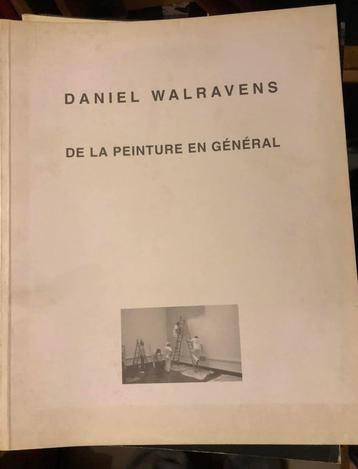 DANIEL WALRAVENS
DE LA PEINTURE EN GÉNÉRAL